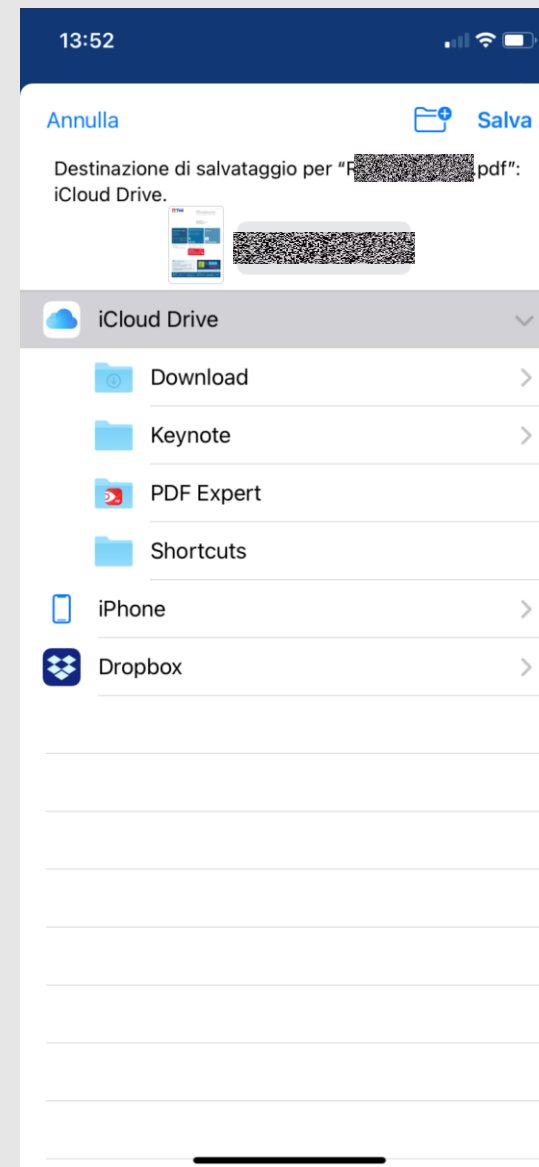 13:52
Annulla
Salva
Destinazione di salvataggio per “R .pdf”:
iCloud Drive.
iCloud Drive
Download
Keynote
PDF Expert
Shortcuts
iPhone
Dropbox